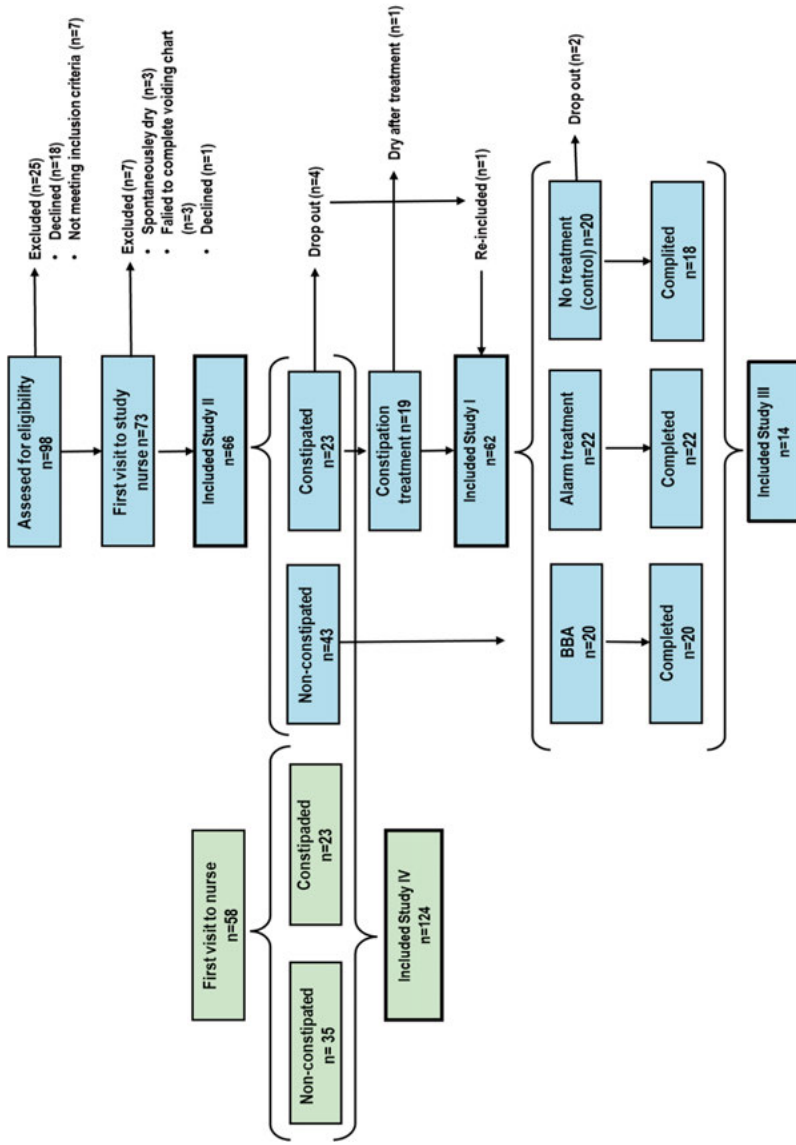 Assesed for eligibility
n=98
Excluded (n=25)
• Declined (n=18)
• Not meeting inclusion criteria (n=7)
First visit to study
nurse n=73
Excluded (n=7)
• Spontaneousley dry (n=3)
• Falied to complete voiding chart
(n=3)
• Declined (n=1)
Included Study II
n=66
First visit to nurse
n=58
Non-constipated
n= 35
Constipaded
n=23
Non-constipated
n=43
Constipated
n=23
Drop out (n=4)
Included Study IV
n=124
Constipation
treatment n=19
Dry after treatment (n=1)
Included Study I
n=62
Re-included (n=1)
BBA
n=20
Alarm treatment
n=22
No treatment
(control) n=20
Drop out (n=2)
Completed
n=20
Completed
n=22
Complited
n=18
Included Study III
n=14